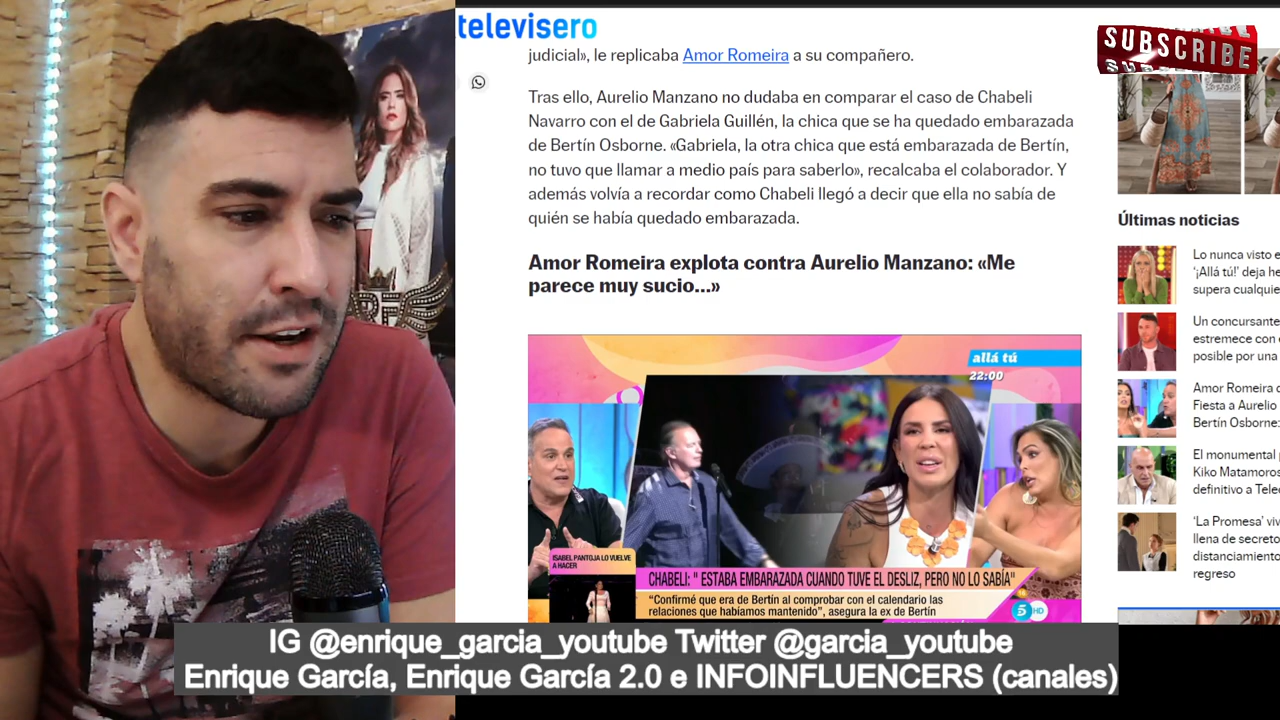 televisero
SUBSCRIBE
judicial», le replicaba Amor Romeira a su compañero.
Tras ello, Aurelio Manzano no dudaba en comparar el caso de Chabeli
Navarro con el de Gabriela Guillén, la chica que se ha quedado embarazada
de Bertín Osborne. «Gabriela, la otra chica que está embarazada de Bertín,
no tuvo que llamar a medio país para saberlo», recalcaba el colaborador. Y
además volvía a recordar como Chabeli llegó a decir que ella no sabía de
quién se había quedado embarazada.
Amor Romeira explota contra Aurelio Manzano: «Me
parece muy sucio...»
allá tú
22:00
ISABEL PANTOJA LO VUELVE
A HACER
CHABELI: " ESTABA EMBARAZADA CUANDO TUVE EL DESLIZ, PERO NO LO SABÍA"
"Confirmé que era de Bertín al comprobar con el calendario las
relaciones que habíamos mantenido", asegura la ex de Bertín
5 HD
Últimas noticias
Lo nunca visto e
'¡Allá tú!' deja he
supera cualquie
Un concursante
estremece con
posible por una
Amor Romeira
Fiesta a Aurelio
Bertín Osborne:
El monumental
Kiko Matamoros
definitivo a Tele
'La Promesa' viv
llena de secreto
distanciamiento
regreso
IG @enrique_garcia_youtube Twitter @garcia_youtube
Enrique García, Enrique García 2.0 e INFOINFLUENCERS (canales)